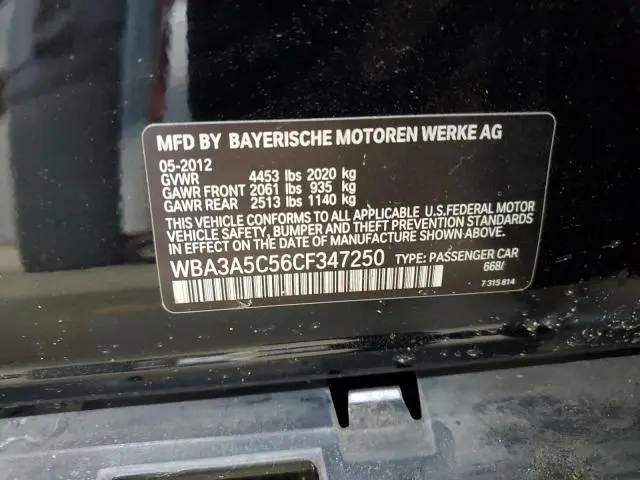 MFD BY BAYERISCHE MOTOREN WERKE AG
05-2012
GVWR 4453 lbs 2020 kg
GAWR FRONT 2061 lbs 935 kg
GAWR REAR 2513 lbs 1140 kg
THIS VEHICLE CONFORMS TO ALL APPLICABLE U.S.FEDERAL MOTOR
VEHICLE SAFETY, BUMPER AND THEFT PREVENTION STANDARDS
IN EFFECT ON THE DATE OF MANUFACTURE SHOWN ABOVE.
WBA3A5C56CF347250 TYPE: PASSENGER CAR
668/
7 315 814